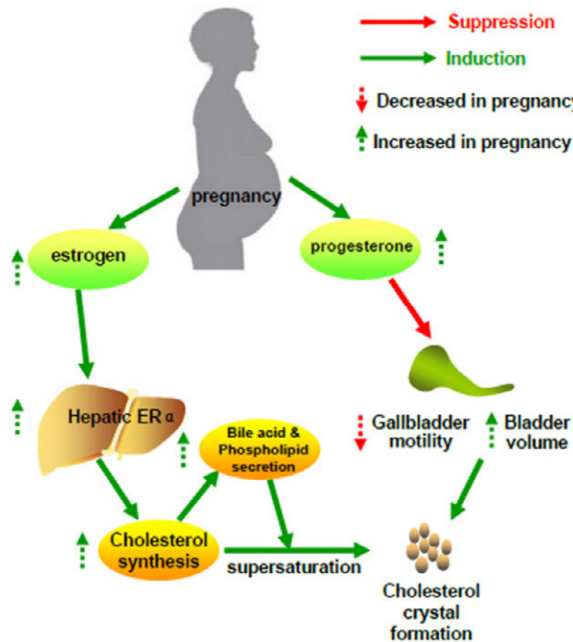 Suppression
Induction
Decreased in pregnancy
Increased in pregnancy
pregnancy
estrogen
progesterone
Hepatic ER α
Gallbladder
motility
Bladder
volume
Bile acid &
Phospholipid
secretion
Cholesterol
synthesis
supersaturation
Cholesterol
crystal
formation